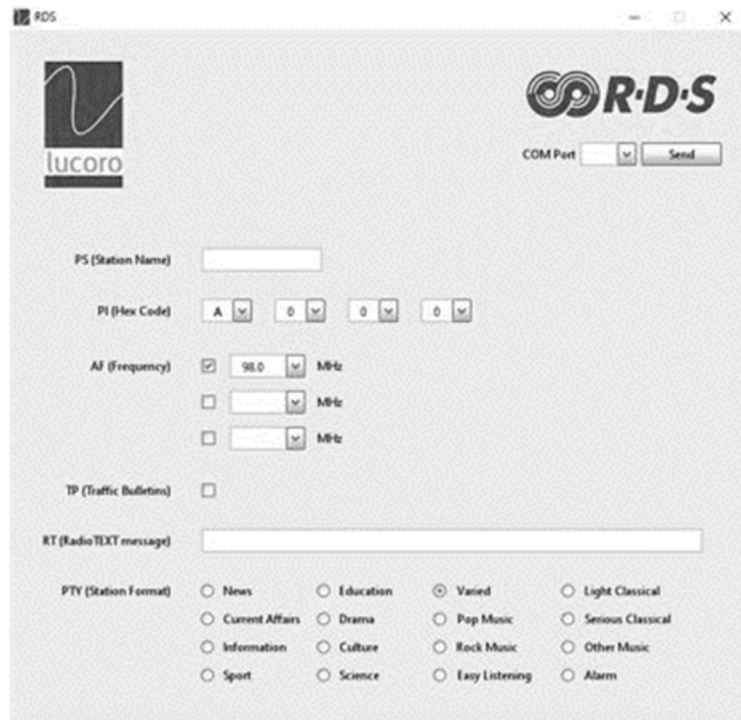 RDS
lucoro
R·D·S
COM Port Send
PS (Station Name)
PI (Hex Code) A 0 0 0
AF (Frequency) 98.0 MHz
MHz
MHz
TP (Traffic Bulletins)
RT (RadioTEXT message)
PTY (Station Format) News Education Varied Light Classical
Current Affairs Drama Pop Music Serious Classical
Information Culture Rock Music Other Music
Sport Science Easy Listening Alarm